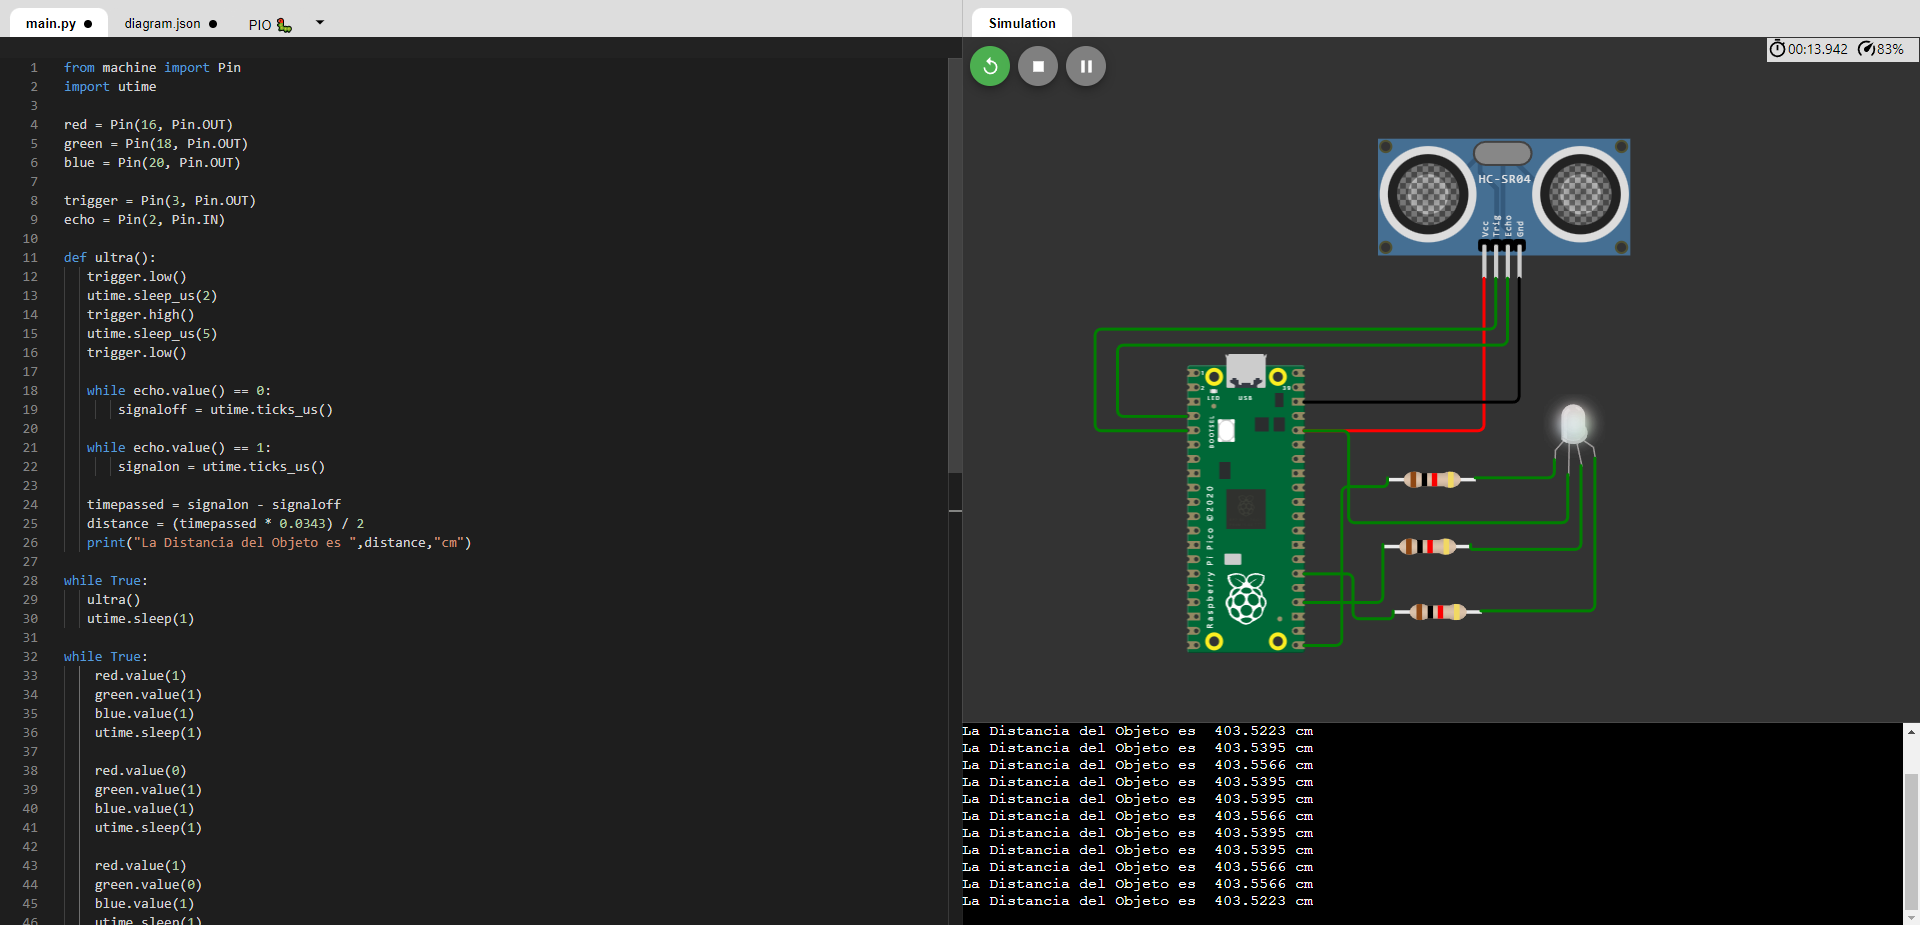 main.py
diagram.json
PIO
1 from machine import Pin
2 import utime
3
4 red = Pin(16, Pin.OUT)
5 green = Pin(18, Pin.OUT)
6 blue = Pin(20, Pin.OUT)
7
8 trigger = Pin(3, Pin.OUT)
9 echo = Pin(2, Pin.IN)
10
11 def ultra():
12 trigger.low()
13 utime.sleep_us(2)
14 trigger.high()
15 utime.sleep_us(5)
16 trigger.low()
17
18 while echo.value() == 0:
19 signaloff = utime.ticks_us()
20
21 while echo.value() == 1:
22 signalon = utime.ticks_us()
23
24 timepassed = signalon - signaloff
25 distance = (timepassed * 0.0343) / 2
26 print("La Distancia del Objeto es ",distance,"cm")
27
28 while True:
29 ultra()
30 utime.sleep(1)
31
32 while True:
33 red.value(1)
34 green.value(1)
35 blue.value(1)
36 utime.sleep(1)
37
38 red.value(0)
39 green.value(1)
40 blue.value(1)
41 utime.sleep(1)
42
43 red.value(1)
44 green.value(0)
45 blue.value(1)
46 utime.sleep(1)
Simulation
00:13.942 83%
HC-SR04
Vcc
Trig
Echo
Gnd
1
2
39
LED
USB
BOOTSEL
Raspberry Pi Pico ©2020
La Distancia del Objeto es  403.5223 cm
La Distancia del Objeto es  403.5395 cm
La Distancia del Objeto es  403.5566 cm
La Distancia del Objeto es  403.5395 cm
La Distancia del Objeto es  403.5395 cm
La Distancia del Objeto es  403.5566 cm
La Distancia del Objeto es  403.5395 cm
La Distancia del Objeto es  403.5395 cm
La Distancia del Objeto es  403.5566 cm
La Distancia del Objeto es  403.5566 cm
La Distancia del Objeto es  403.5223 cm